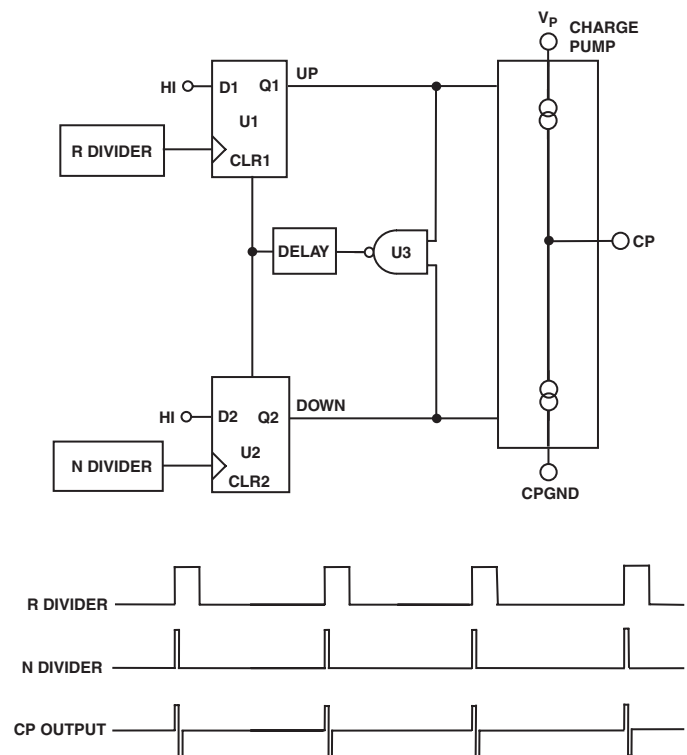 VP
CHARGE
PUMP
HI
D1
Q1
UP
U1
R DIVIDER
CLR1
DELAY
U3
CP
HI
D2
Q2
DOWN
U2
N DIVIDER
CLR2
CPGND
R DIVIDER
N DIVIDER
CP OUTPUT